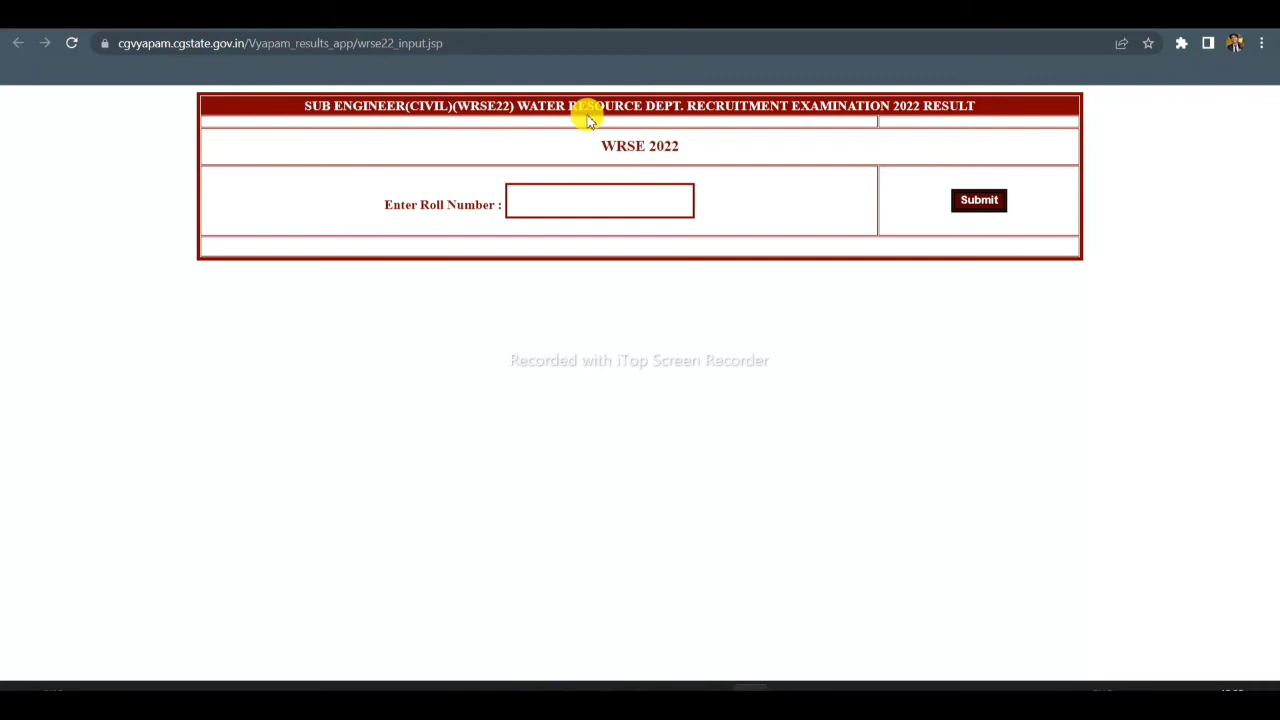 cgvyapam.cgstate.gov.in/Vyapam_results_app/wrse22_input.jsp
SUB ENGINEER(CIVIL)(WRSE22) WATER RESOURCE DEPT. RECRUITMENT EXAMINATION 2022 RESULT
WRSE 2022
Enter Roll Number :
Submit
Recorded with iTop Screen Recorder